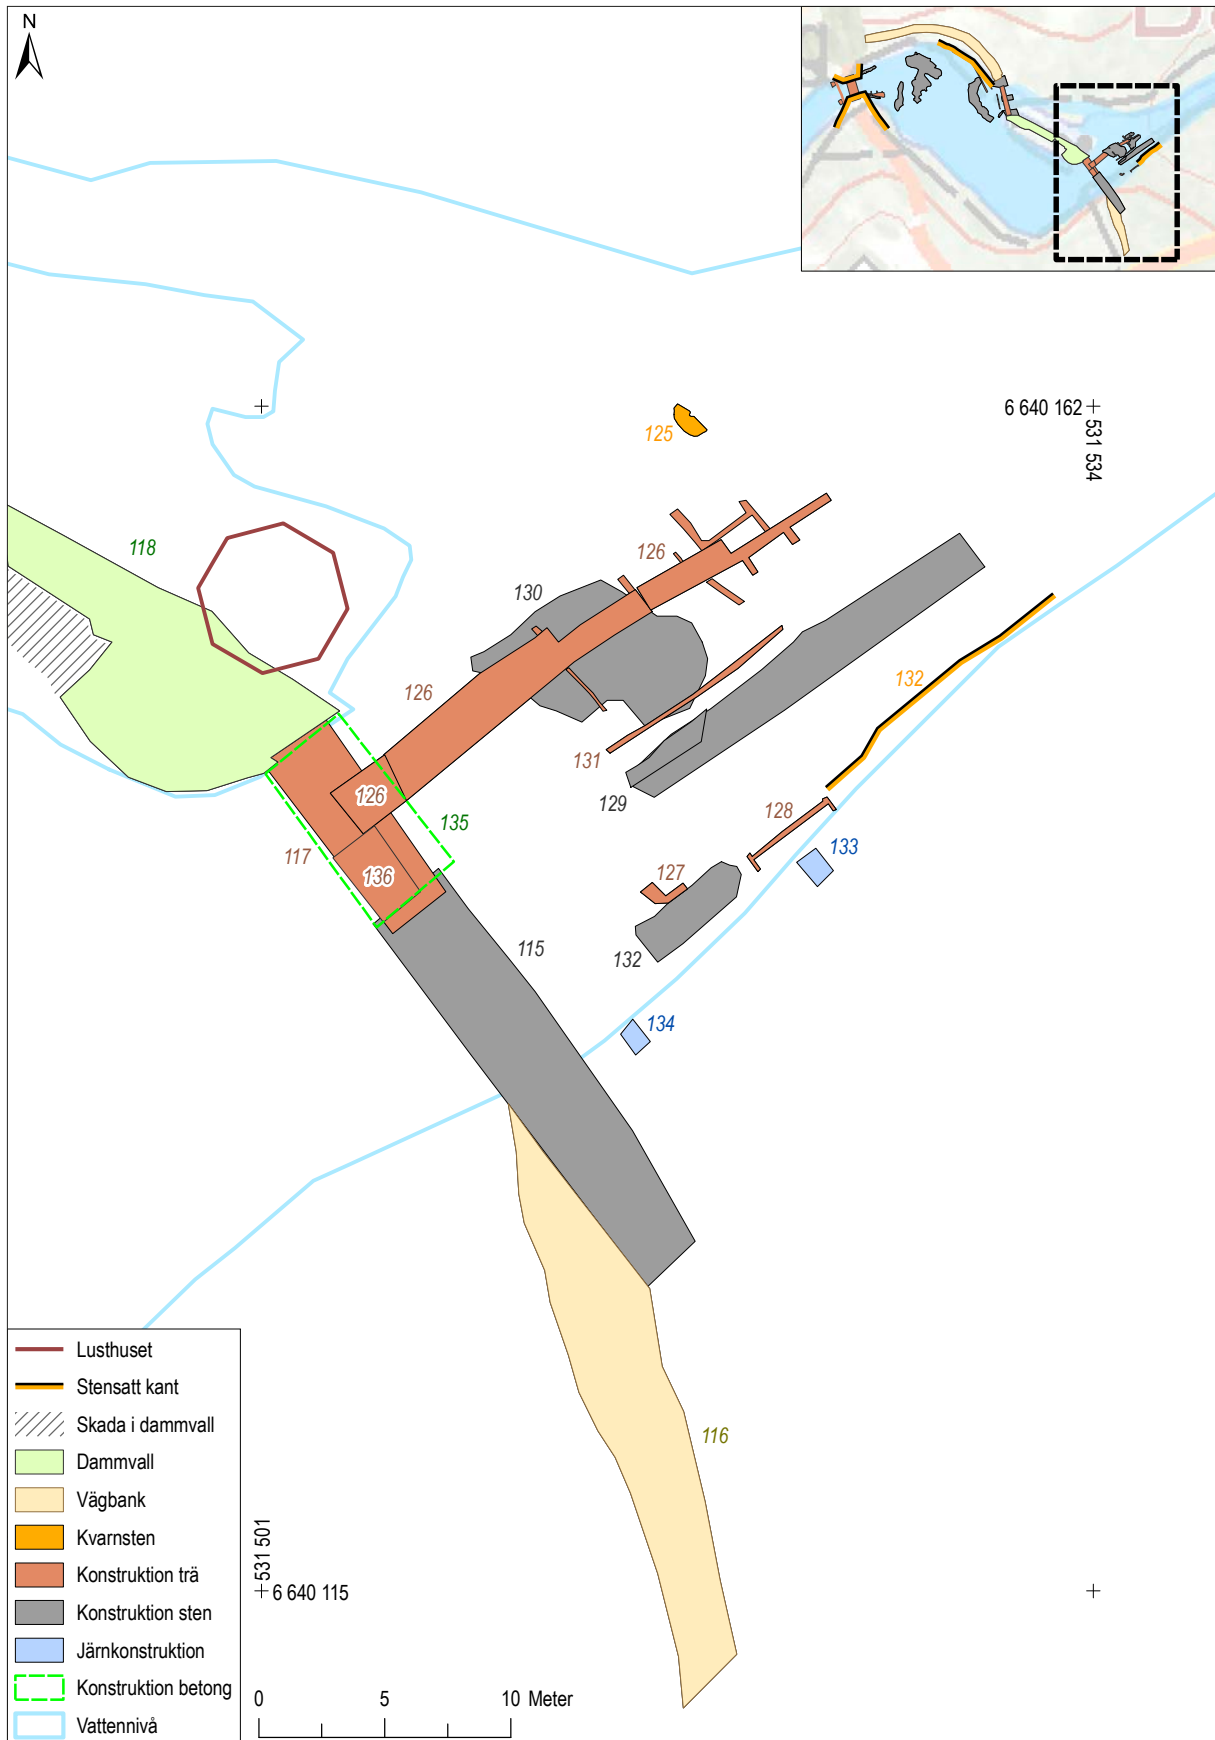 N
6 640 162
531 534
125
118
126
130
126
132
131
129
126
135
128
133
117
136
127
115
132
134
116
Lusthuset
Stensatt kant
Skada i dammvall
Dammvall
Vägbank
Kvarnsten
Konstruktion trä
Konstruktion sten
Järnkonstruktion
Konstruktion betong
Vattennivå
531 501
6 640 115
0 5 10 Meter